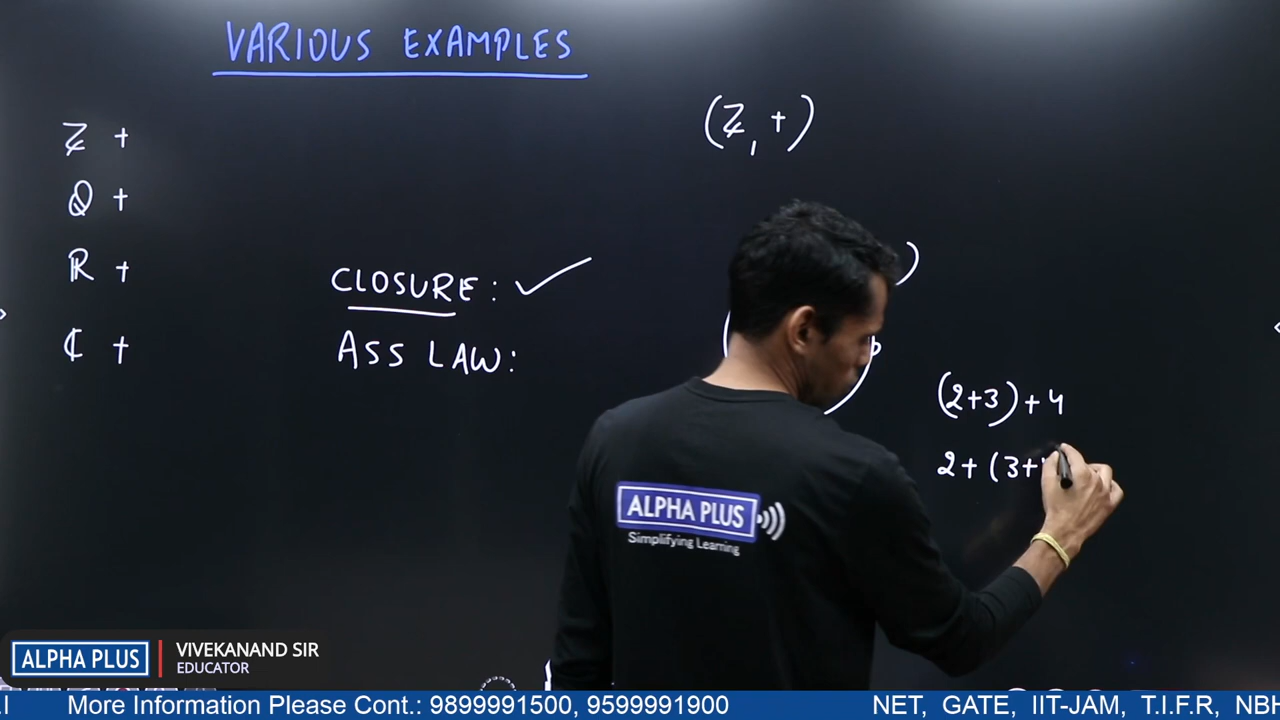 VARIOUS EXAMPLES
(ℤ, +)
ℤ +
ℚ +
ℝ +
ℂ +
CLOSURE: ✓
ASS LAW:
)
(2+3)+4
2+(3+
ALPHA PLUS
Simplifying Learning
ALPHA PLUS
VIVEKANAND SIR
EDUCATOR
.I More Information Please Cont.: 9899991500, 9599991900 NET, GATE, IIT-JAM, T.I.F.R, NBH